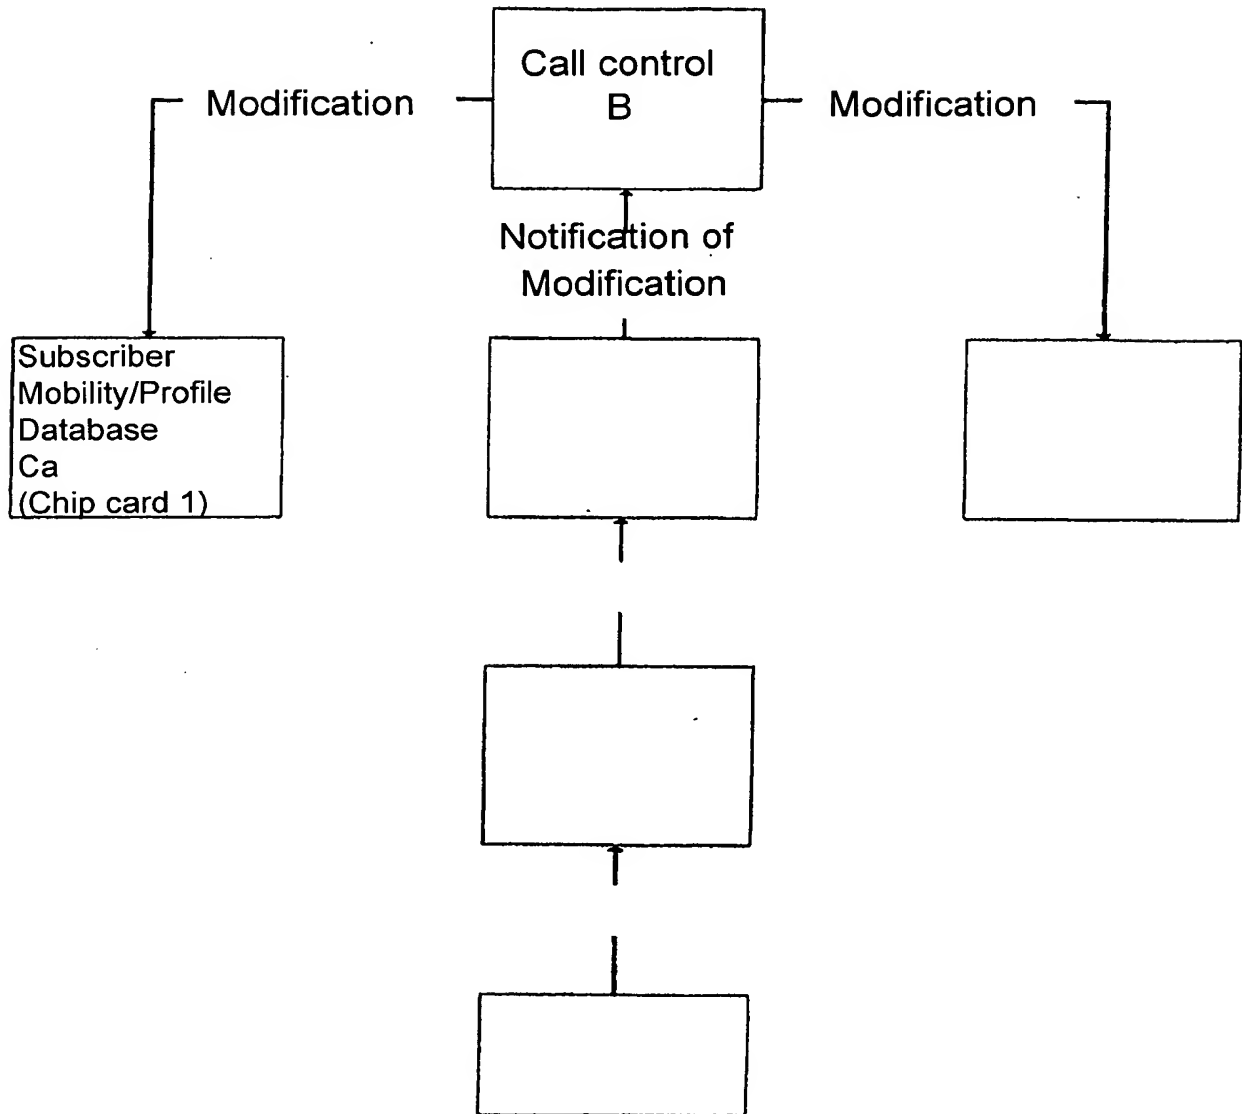 Call control
B
Modification
Modification
Notification of
Modification
Subscriber
Mobility/Profile
Database
Ca
(Chip card 1)